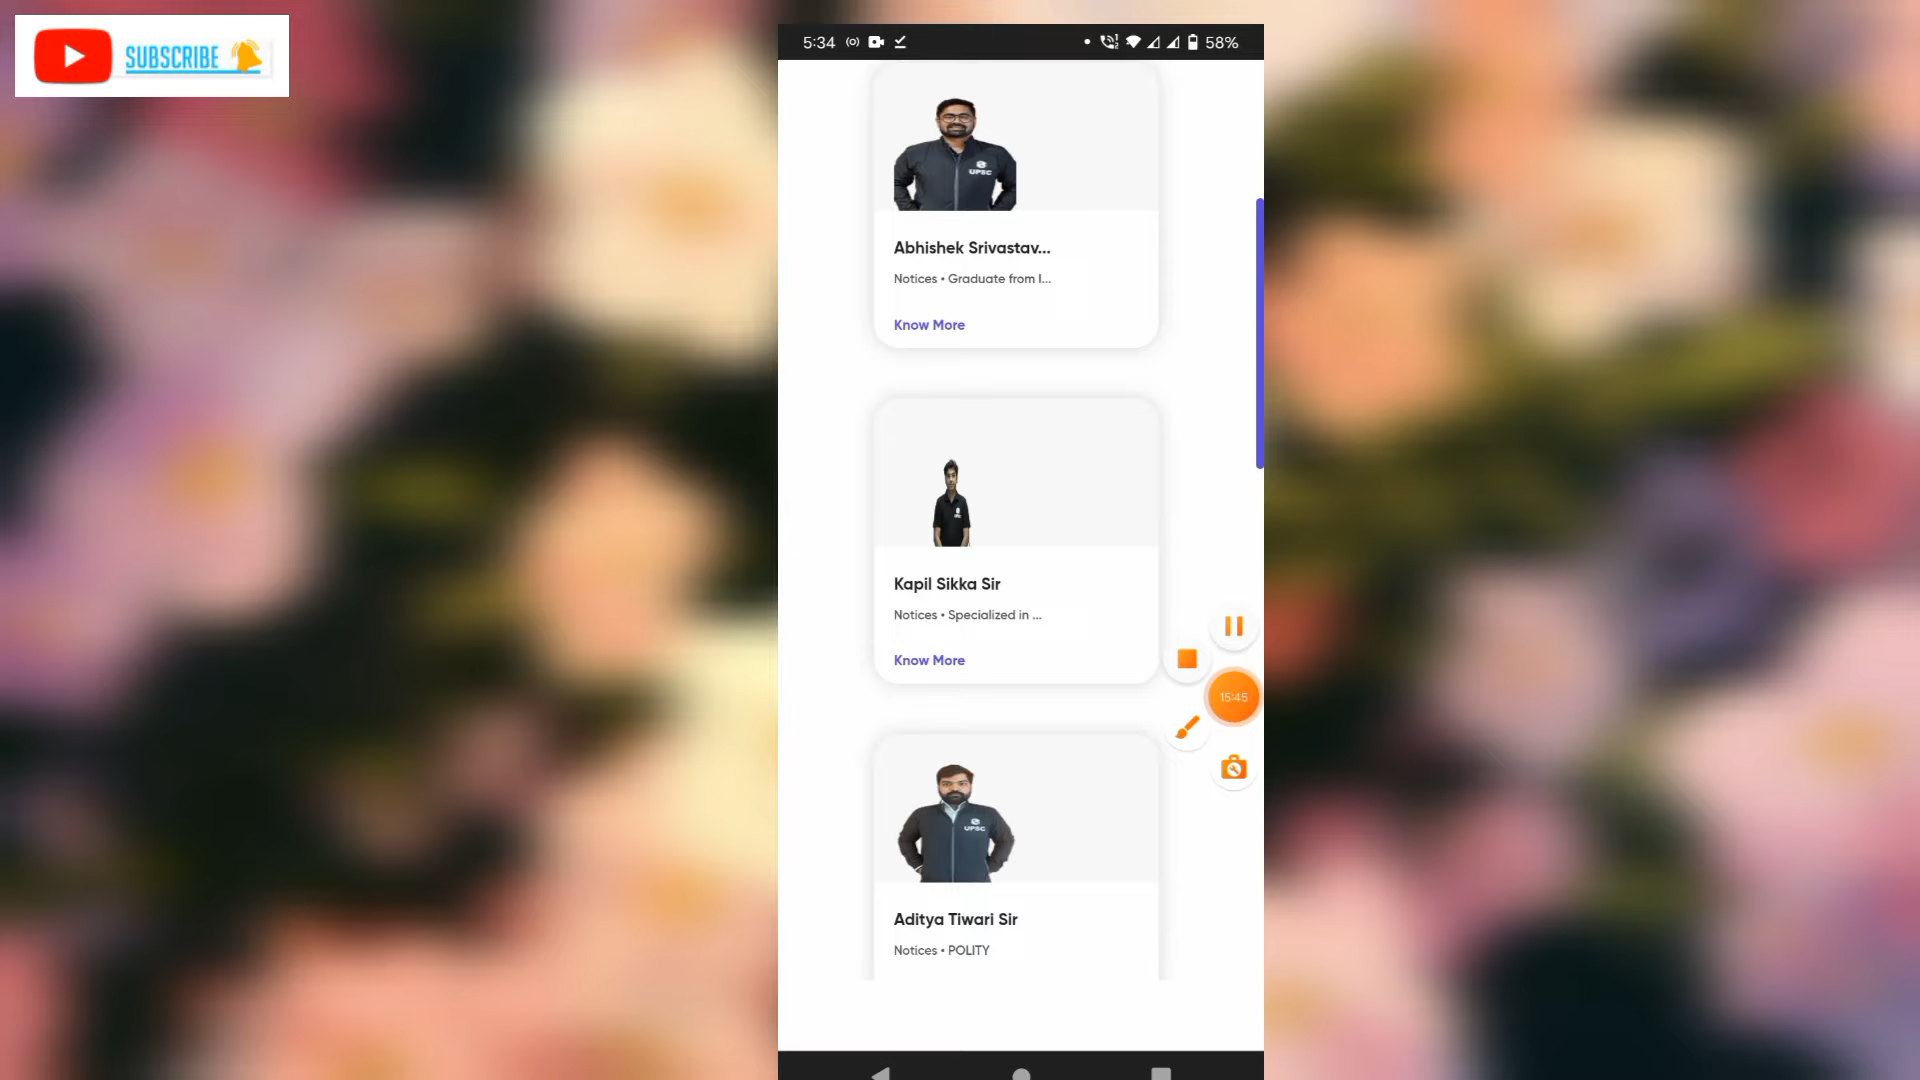 SUBSCRIBE
5:34
58%
UPSC
Abhishek Srivastav...
Notices • Graduate from I...
Know More
Kapil Sikka Sir
Notices • Specialized in ...
Know More
15:45
UPSC
Aditya Tiwari Sir
Notices • POLITY